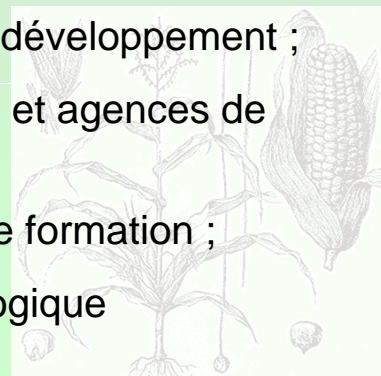 développement ;
et agences de
e formation ;
ogique